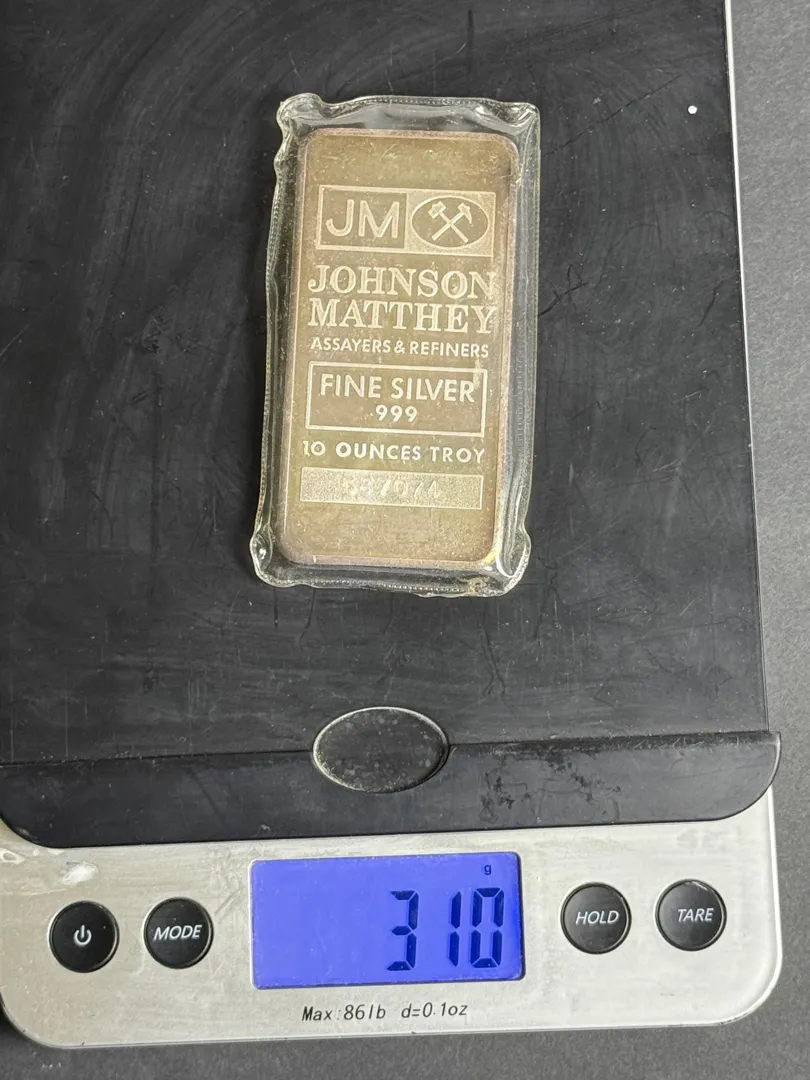 JM
JOHNSON
MATTHEY
ASSAYERS & REFINERS
FINE SILVER
999
10 OUNCES TROY
g
310
MODE
HOLD
TARE
Max:86lb d=0.1oz